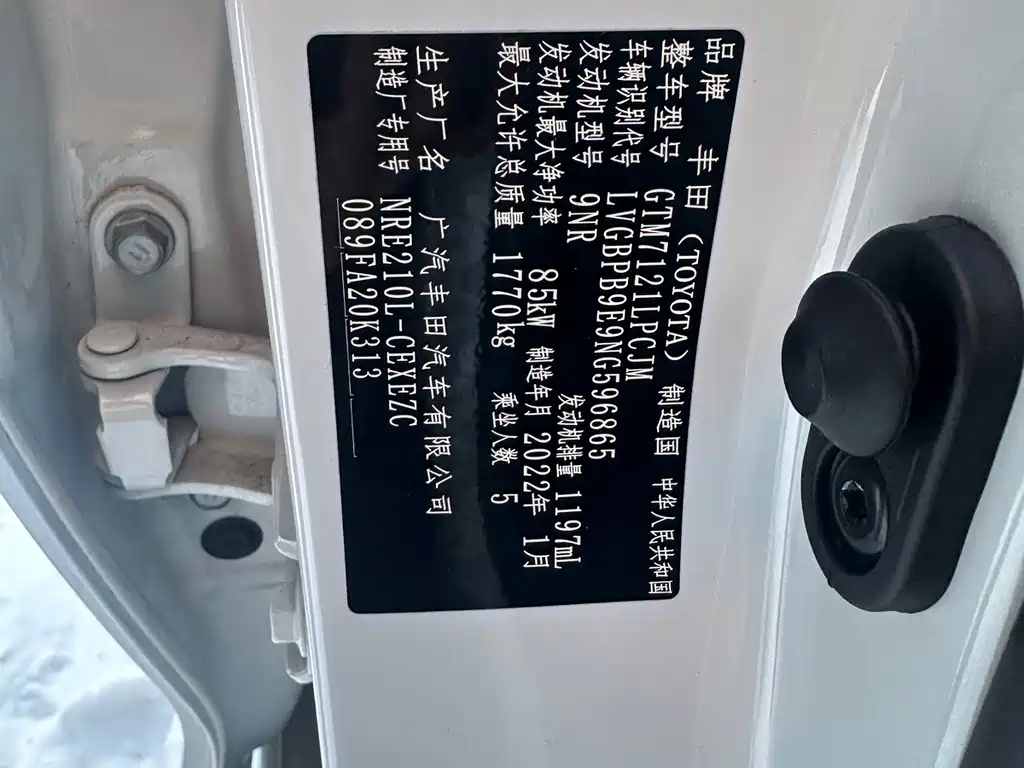 品牌 丰田 (TOYOTA) 制造国 中华人民共和国
整车型号 GTM7121LPCJM
车辆识别代号 LVGBPB9E9NG596865
发动机型号 9NR 发动机排量 1197mL
发动机最大净功率 85kW 制造年月 2022年 1月
最大允许总质量 1770kg 乘坐人数 5
生产厂名 广汽丰田汽车有限公司
制造厂专用号 NRE210L-CEXEZC
089FA20K313